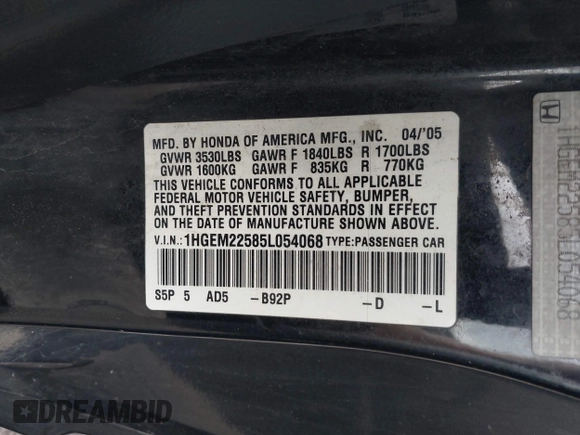 MFD. BY HONDA OF AMERICA MFG., INC. 04/'05
GVWR 3530LBS GAWR F 1840LBS R 1700LBS
GVWR 1600KG GAWR F 835KG R 770KG
THIS VEHICLE CONFORMS TO ALL APPLICABLE
FEDERAL MOTOR VEHICLE SAFETY, BUMPER,
AND THEFT PREVENTION STANDARDS IN EFFECT
ON THE DATE OF MANUFACTURE SHOWN ABOVE.
V.I.N.: 1HGEM22585L054068 TYPE:PASSENGER CAR
S5P 5 AD5 -B92P -D -L
DREAMBID